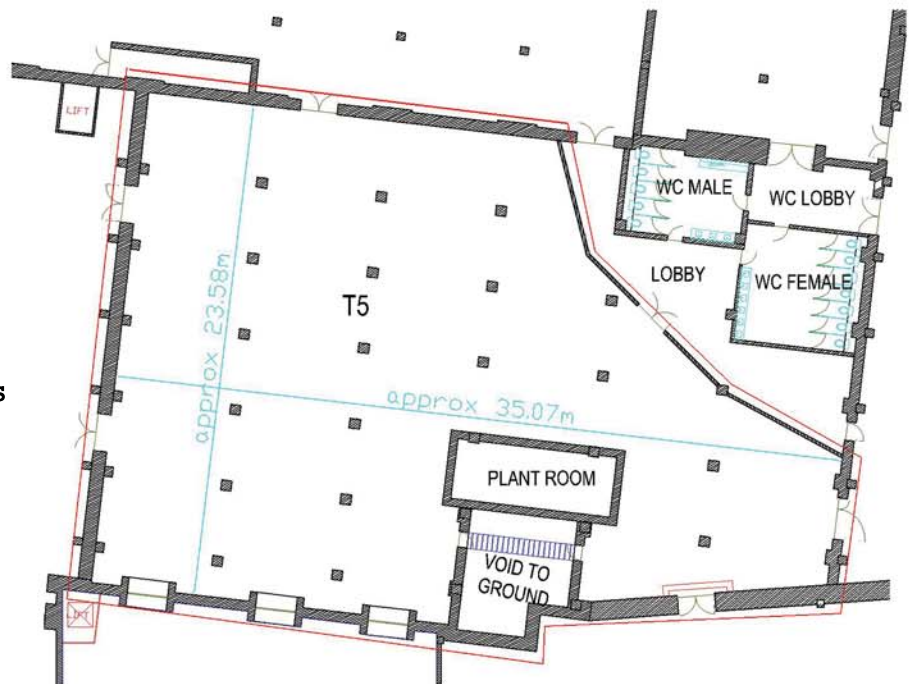 LIFT
WC MALE
WC LOBBY
LOBBY
WC FEMALE
T5
approx 23.58m
approx 35.07m
s
PLANT ROOM
VOID TO
GROUND
LIFT